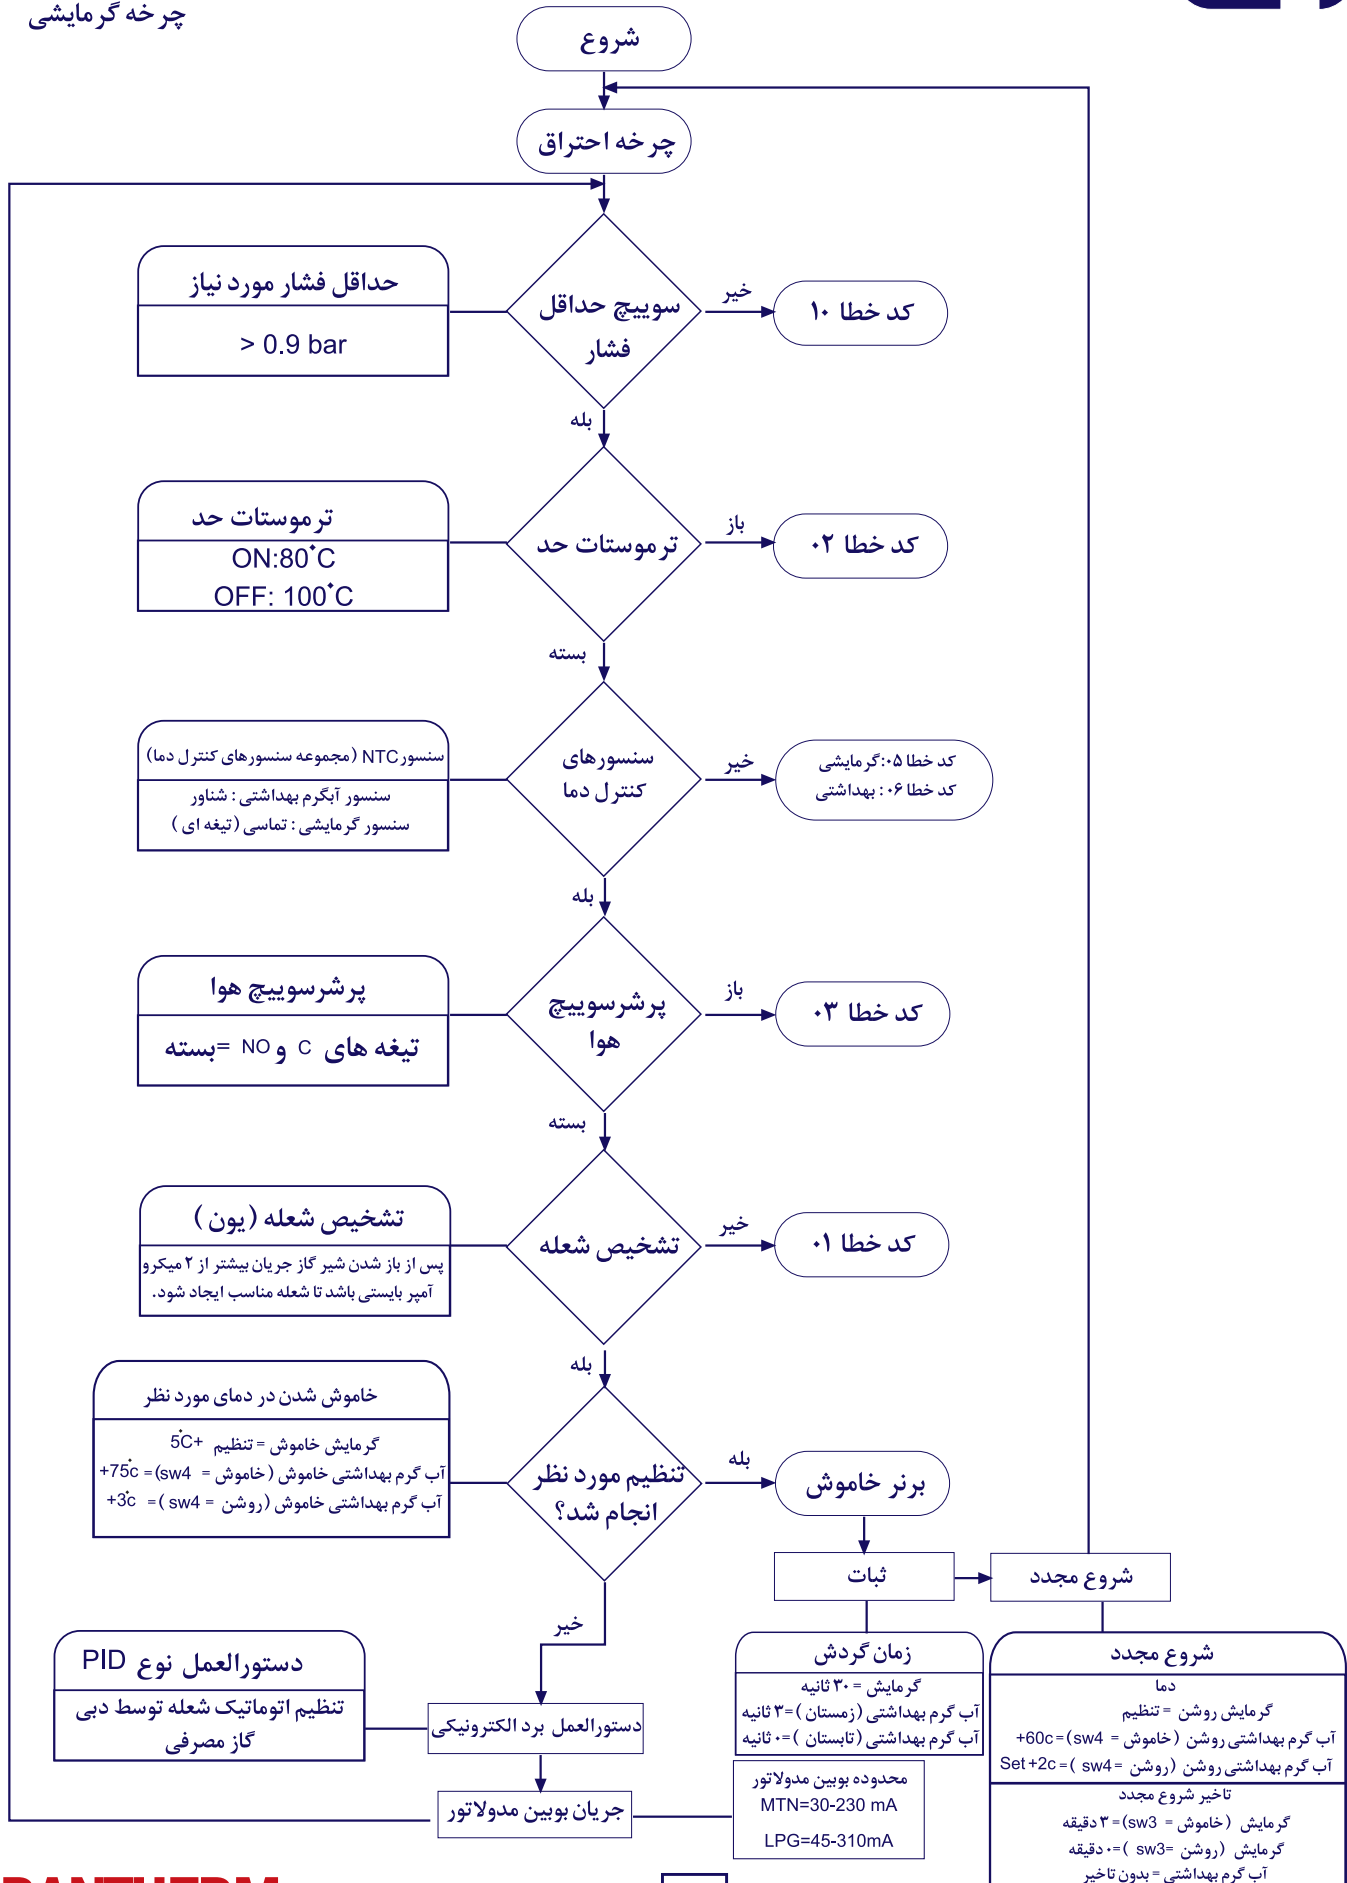 چرخه گرمایشی
شروع
چرخه احتراق
حداقل فشار مورد نیاز
> 0.9 bar
سوییچ حداقل
فشار
خیر
کد خطا ۱۰
بله
ترموستات حد
ON:80°C
OFF: 100°C
ترموستات حد
باز
کد خطا ۰۲
بسته
سنسور NTC (مجموعه سنسورهای کنترل دما)
سنسور آبگرم بهداشتی : شناور
سنسور گرمایشی : تماسی (تیغه ای )
سنسورهای
کنترل دما
خیر
کد خطا ۰۵:گرمایشی
کد خطا ۰۶: بهداشتی
بله
پرشرسوییچ هوا
تیغه های C و NO =بسته
پرشرسوییچ
هوا
باز
کد خطا ۰۳
بسته
تشخیص شعله (یون )
پس از باز شدن شیر گاز جریان بیشتر از ۲ میکرو
آمپر بایستی باشد تا شعله مناسب ایجاد شود.
تشخیص شعله
خیر
کد خطا ۰۱
بله
خاموش شدن در دمای مورد نظر
گرمایش خاموش = تنظیم +5°C
آب گرم بهداشتی خاموش (خاموش = sw4) = +75°c
آب گرم بهداشتی خاموش (روشن = sw4 ) = +3°c
تنظیم مورد نظر
انجام شد؟
بله
برنر خاموش
ثبات
شروع مجدد
خیر
دستورالعمل نوع PID
تنظیم اتوماتیک شعله توسط دبی
گاز مصرفی
دستورالعمل برد الکترونیکی
جریان بوبین مدولاتور
زمان گردش
گرمایش = ۳۰ ثانیه
آب گرم بهداشتی (زمستان )=۳ ثانیه
آب گرم بهداشتی (تابستان )=۰ ثانیه
محدوده بوبین مدولاتور
MTN=30-230 mA
LPG=45-310mA
شروع مجدد
دما
گرمایش روشن = تنظیم
آب گرم بهداشتی روشن (خاموش = sw4)=+60c
آب گرم بهداشتی روشن (روشن = sw4 )= Set +2c
تاخیر شروع مجدد
گرمایش (خاموش = sw3)= ۳ دقیقه
گرمایش (روشن = sw3 )=۰ دقیقه
آب گرم بهداشتی = بدون تاخیر